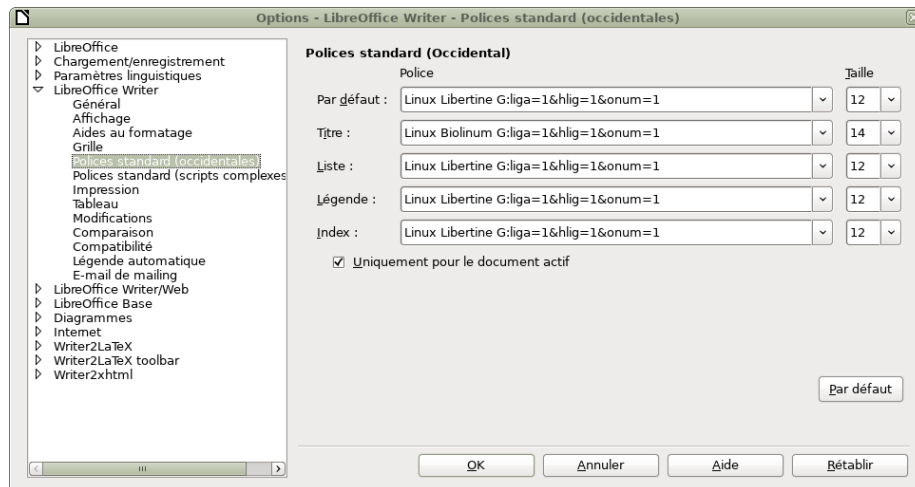 Options - LibreOffice Writer - Polices standard (occidentales)
LibreOffice
Chargement/enregistrement
Paramètres linguistiques
LibreOffice Writer
Général
Affichage
Aides au formatage
Grille
Polices standard (occidentales)
Polices standard (scripts complexes
Impression
Tableau
Modifications
Comparaison
Compatibilité
Légende automatique
E-mail de mailing
LibreOffice Writer/Web
LibreOffice Base
Diagrammes
Internet
Writer2LaTeX
Writer2LaTeX toolbar
Writer2xhtml
Polices standard (Occidental)
Police Taille
Par défaut : Linux Libertine G:liga=1&hlig=1&onum=1 12
Titre : Linux Biolinum G:liga=1&hlig=1&onum=1 14
Liste : Linux Libertine G:liga=1&hlig=1&onum=1 12
Légende : Linux Libertine G:liga=1&hlig=1&onum=1 12
Index : Linux Libertine G:liga=1&hlig=1&onum=1 12
Uniquement pour le document actif
Par défaut
OK Annuler Aide Rétablir